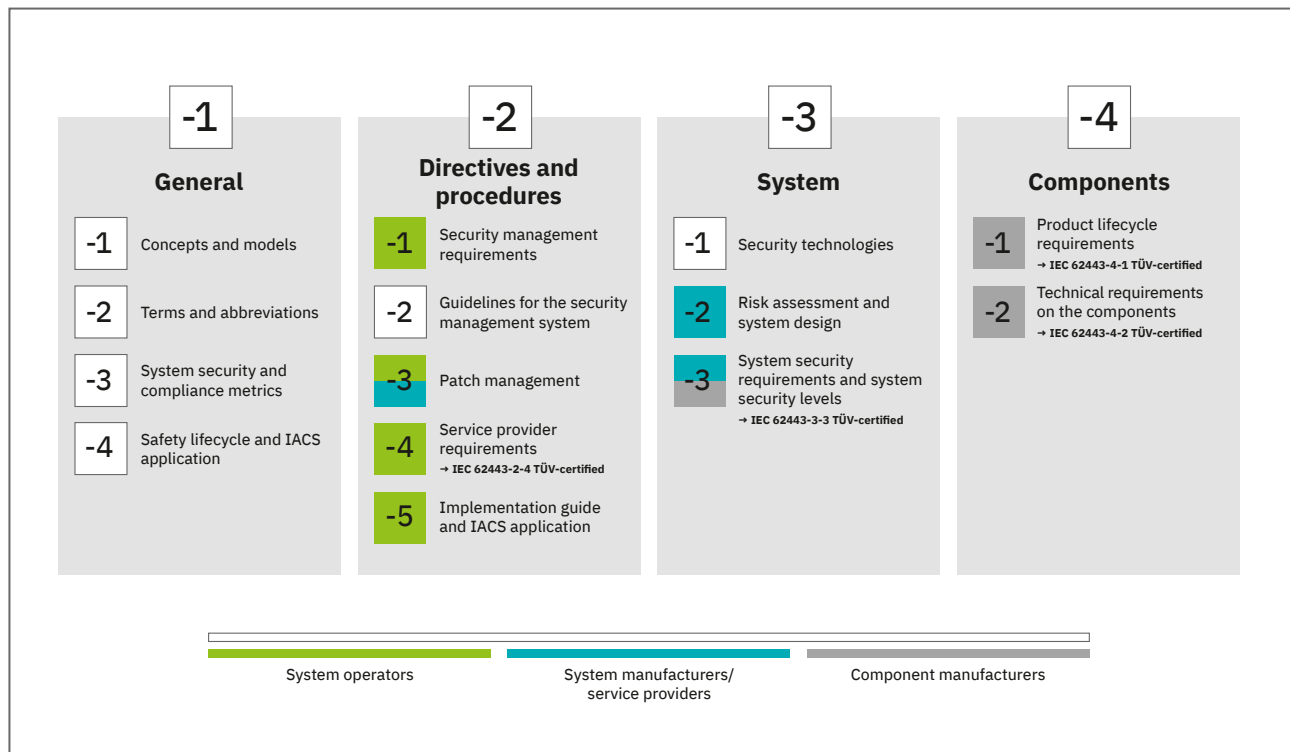 -1
General
-1
Concepts and models
-2
Terms and abbreviations
-3
System security and
compliance metrics
-4
Safety lifecycle and IACS
application
-2
Directives and
procedures
-1
Security management
requirements
-2
Guidelines for the security
management system
-3
Patch management
-4
Service provider
requirements
→ IEC 62443-2-4 TÜV-certified
-5
Implementation guide
and IACS application
-3
System
-1
Security technologies
-2
Risk assessment and
system design
-3
System security
requirements and system
security levels
→ IEC 62443-3-3 TÜV-certified
-4
Components
-1
Product lifecycle
requirements
→ IEC 62443-4-1 TÜV-certified
-2
Technical requirements
on the components
→ IEC 62443-4-2 TÜV-certified
System operators
System manufacturers/
service providers
Component manufacturers